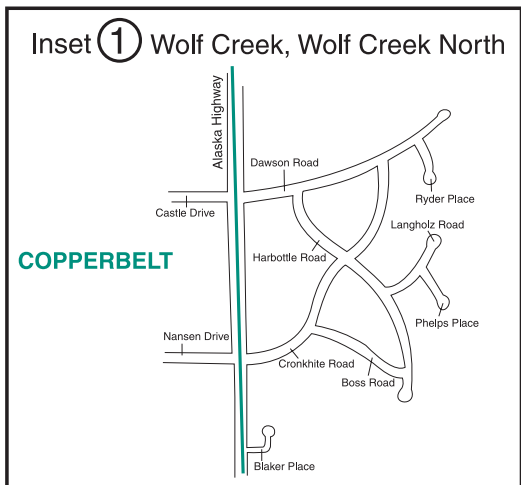 Inset 1 Wolf Creek, Wolf Creek North
Alaska Highway
Dawson Road
Ryder Place
Castle Drive
Langholz Road
COPPERBELT
Harbottle Road
Phelps Place
Nansen Drive
Cronkhite Road
Boss Road
Blaker Place